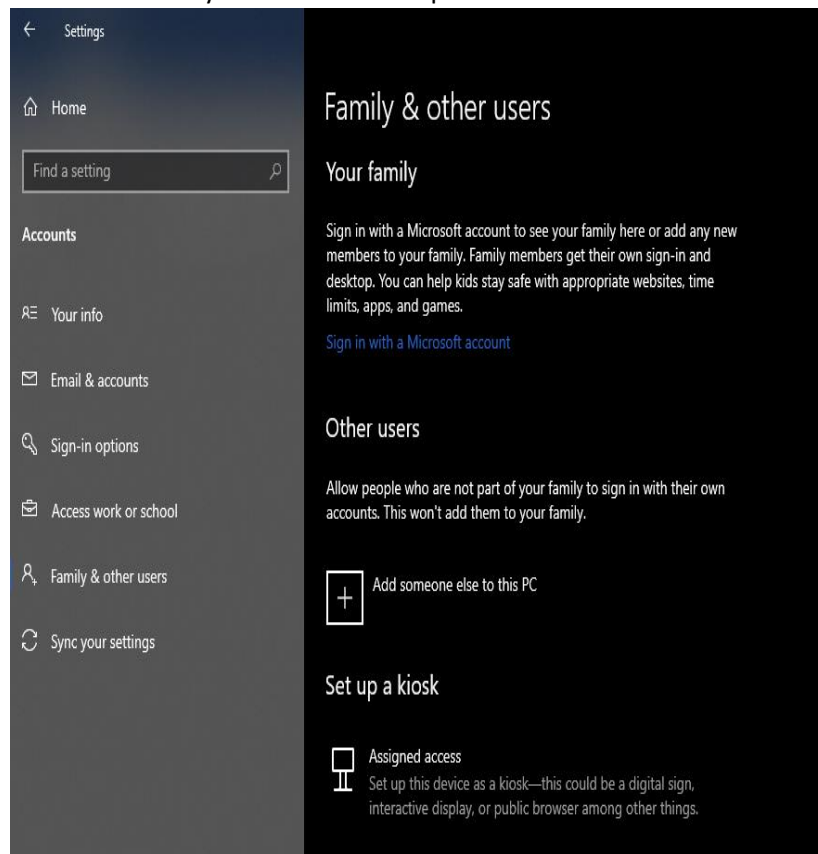 Settings
Home
Find a setting
Accounts
Your info
Email & accounts
Sign-in options
Access work or school
Family & other users
Sync your settings
Family & other users
Your family
Sign in with a Microsoft account to see your family here or add any new
members to your family. Family members get their own sign-in and
desktop. You can help kids stay safe with appropriate websites, time
limits, apps, and games.
Sign in with a Microsoft account
Other users
Allow people who are not part of your family to sign in with their own
accounts. This won't add them to your family.
Add someone else to this PC
Set up a kiosk
Assigned access
Set up this device as a kiosk—this could be a digital sign,
interactive display, or public browser among other things.